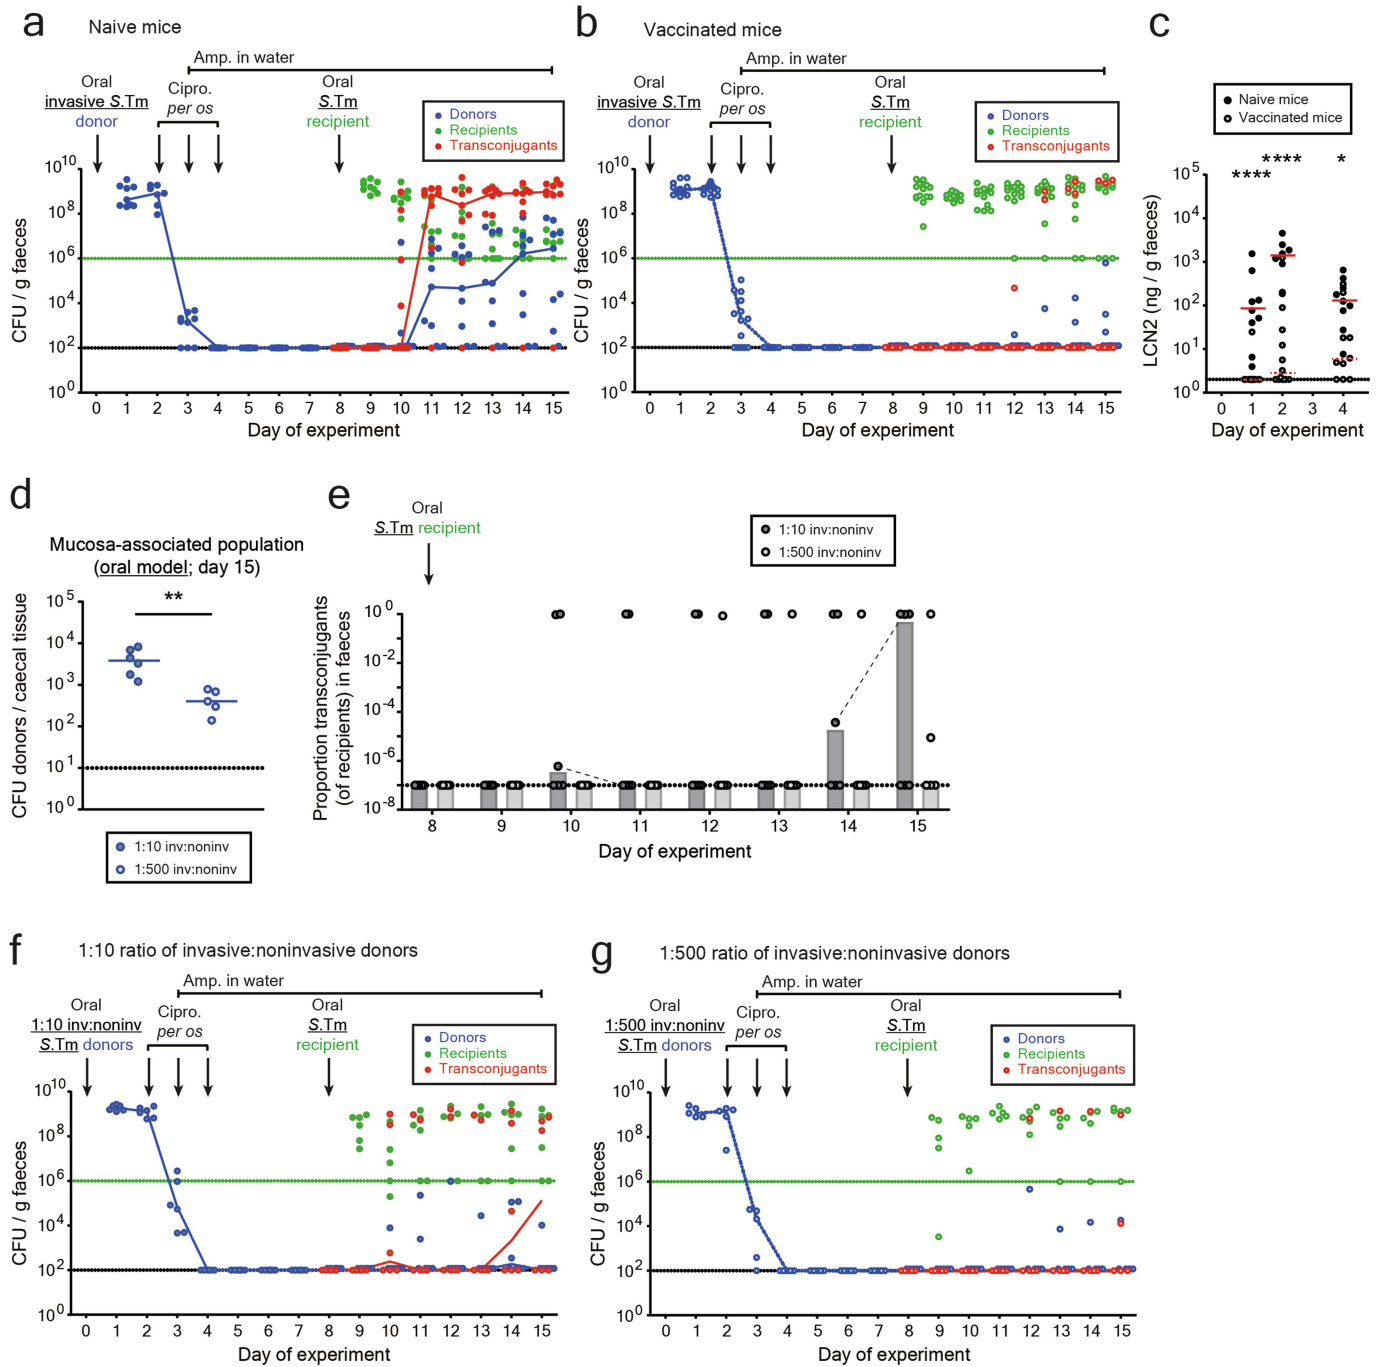 a
Naive mice
Amp. in water
Oral
invasive S.Tm
donor
Cipro.
per os
Oral
S.Tm
recipient
Donors
Recipients
Transconjugants
CFU / g faeces
10^10
10^8
10^6
10^4
10^2
10^0
0 1 2 3 4 5 6 7 8 9 10 11 12 13 14 15
Day of experiment
b
Vaccinated mice
Amp. in water
Oral
invasive S.Tm
donor
Cipro.
per os
Oral
S.Tm
recipient
Donors
Recipients
Transconjugants
CFU / g faeces
10^10
10^8
10^6
10^4
10^2
10^0
0 1 2 3 4 5 6 7 8 9 10 11 12 13 14 15
Day of experiment
c
Naive mice
Vaccinated mice
**** *
****
LCN2 (ng / g faeces)
10^5
10^4
10^3
10^2
10^1
10^0
0 1 2 3 4
Day of experiment
d
Mucosa-associated population
(oral model; day 15)
**
CFU donors / caecal tissue
10^5
10^4
10^3
10^2
10^1
10^0
1:10 inv:noninv
1:500 inv:noninv
e
Oral
S.Tm recipient
1:10 inv:noninv
1:500 inv:noninv
Proportion transconjugants
(of recipients) in faeces
10^0
10^-2
10^-4
10^-6
10^-8
8 9 10 11 12 13 14 15
Day of experiment
f
1:10 ratio of invasive:noninvasive donors
Amp. in water
Oral
1:10 inv:noninv
S.Tm donors
Cipro.
per os
Oral
S.Tm
recipient
Donors
Recipients
Transconjugants
CFU / g faeces
10^10
10^8
10^6
10^4
10^2
10^0
0 1 2 3 4 5 6 7 8 9 10 11 12 13 14 15
Day of experiment
g
1:500 ratio of invasive:noninvasive donors
Amp. in water
Oral
1:500 inv:noninv
S.Tm donors
Cipro.
per os
Oral
S.Tm
recipient
Donors
Recipients
Transconjugants
CFU / g faeces
10^10
10^8
10^6
10^4
10^2
10^0
0 1 2 3 4 5 6 7 8 9 10 11 12 13 14 15
Day of experiment